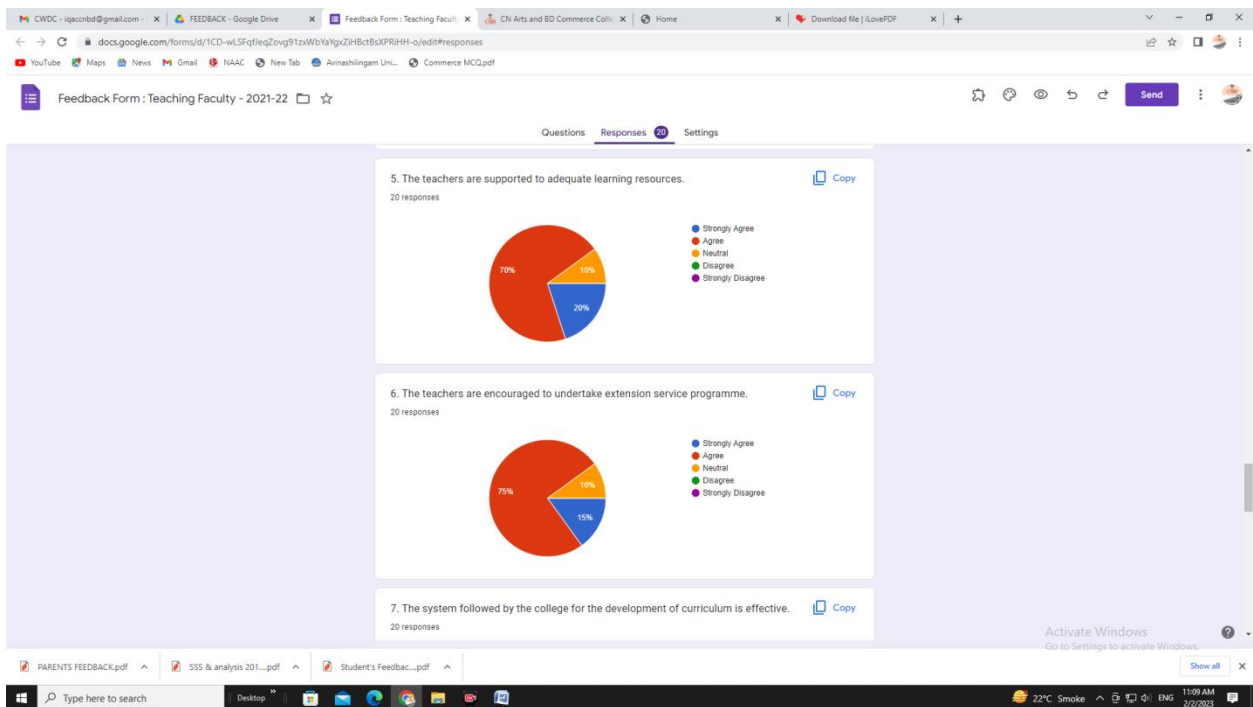 CWDC - iqaccnbd@gmail.com -
FEEDBACK - Google Drive
Feedback Form : Teaching Faculty
CN Arts and BD Commerce Colle
Home
Download file | iLovePDF
docs.google.com/forms/d/1CD-wLSFqfJeqZovg91zxWbYaYgxZiHBctBsXPRiHH-o/edit#responses
YouTube Maps News Gmail NAAC New Tab Avinashilingam Uni... Commerce MCQ.pdf
Feedback Form : Teaching Faculty - 2021-22
Send
Questions Responses 20 Settings
5. The teachers are supported to adequate learning resources.
Copy
20 responses
Strongly Agree
Agree
Neutral
Disagree
Strongly Disagree
70%
10%
20%
6. The teachers are encouraged to undertake extension service programme.
Copy
20 responses
Strongly Agree
Agree
Neutral
Disagree
Strongly Disagree
75%
10%
15%
7. The system followed by the college for the development of curriculum is effective.
Copy
20 responses
Activate Windows
Go to Settings to activate Windows.
PARENTS FEEDBACK.pdf
SSS & analysis 201....pdf
Student's Feedbac....pdf
Show all
Type here to search
Desktop
22°C Smoke
ENG
11:09 AM
2/2/2023